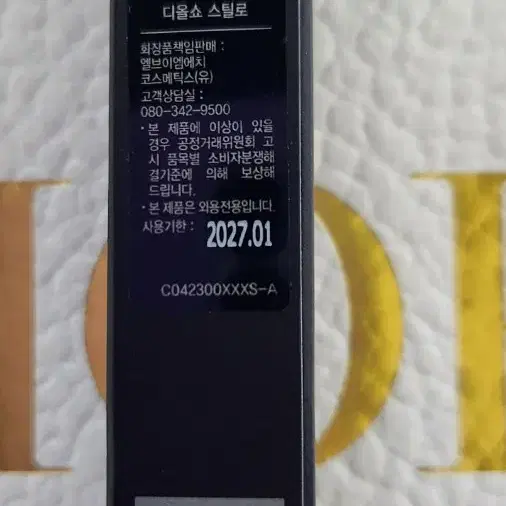 디올쇼 스틸로
화장품책임판매 :
엘브이엠에치
코스메틱스(유)
고객상담실 :
080-342-9500
• 본 제품에 이상이 있을
경우 공정거래위원회 고
시 품목별 소비자분쟁해
결기준에 의해 보상해
드립니다.
• 본 제품은 외용전용입니다.
사용기한 : 2027.01
C042300XXXS-A